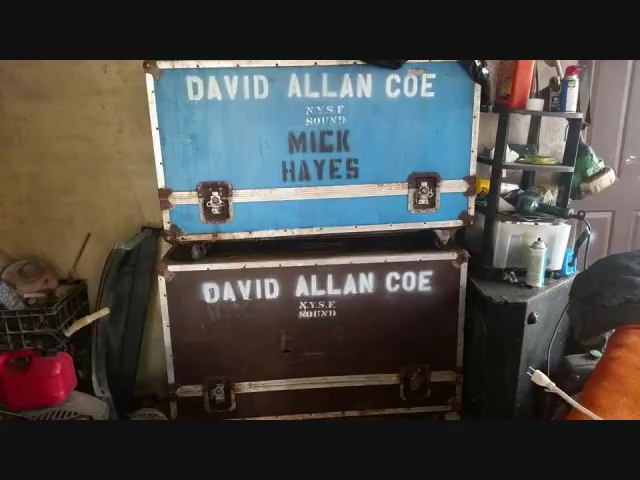 DAVID ALLAN COE
N.Y.S.F.
SOUND
MICK
HAYES
DAVID ALLAN COE
N.Y.S.F.
SOUND